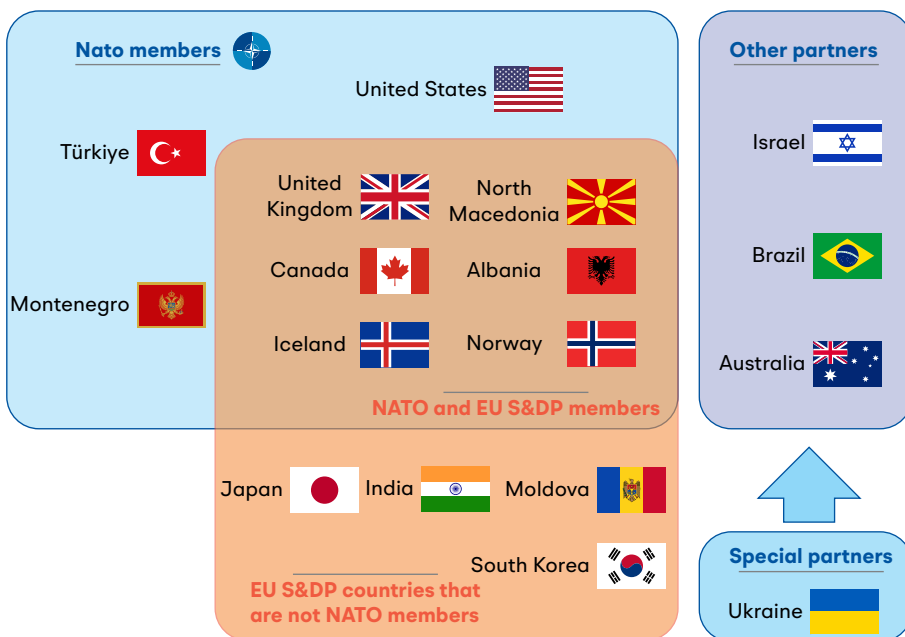 Nato members
United States
Türkiye
Montenegro
United
Kingdom
North
Macedonia
Canada
Albania
Iceland
Norway
NATO and EU S&DP members
Japan
India
Moldova
South Korea
EU S&DP countries that
are not NATO members
Other partners
Israel
Brazil
Australia
Special partners
Ukraine